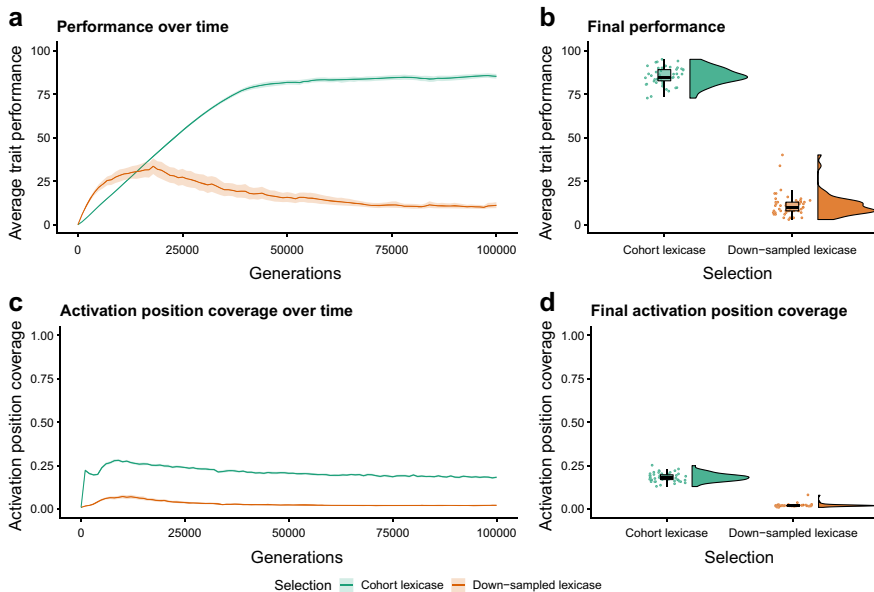 a
Performance over time
100
75
50
25
0
Average trait performance
0
25000
50000
75000
100000
Generations
b
Final performance
100
75
50
25
0
Average trait performance
Cohort lexicase
Down−sampled lexicase
Selection
c
Activation position coverage over time
1.00
0.75
0.50
0.25
0.00
Activation position coverage
0
25000
50000
75000
100000
Generations
d
Final activation position coverage
1.00
0.75
0.50
0.25
0.00
Activation position coverage
Cohort lexicase
Down−sampled lexicase
Selection
Selection Cohort lexicase Down−sampled lexicase